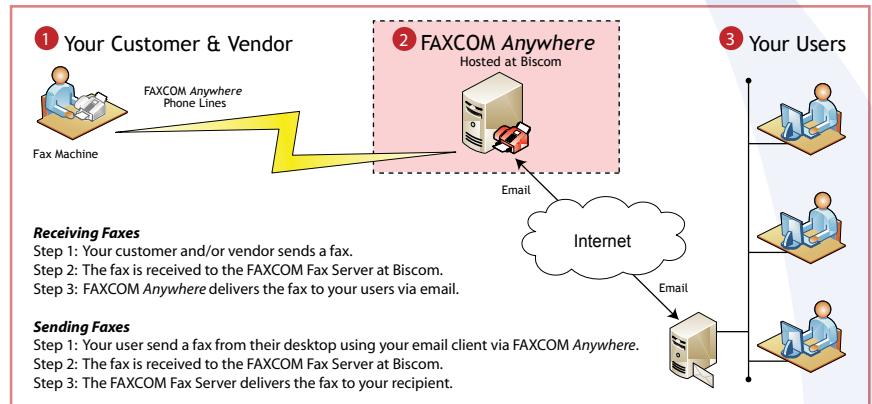 1 Your Customer & Vendor
2 FAXCOM Anywhere
Hosted at Biscom
3 Your Users
FAXCOM Anywhere
Phone Lines
Fax Machine
Email
Internet
Email
Receiving Faxes
Step 1: Your customer and/or vendor sends a fax.
Step 2: The fax is received to the FAXCOM Fax Server at Biscom.
Step 3: FAXCOM Anywhere delivers the fax to your users via email.
Sending Faxes
Step 1: Your user send a fax from their desktop using your email client via FAXCOM Anywhere.
Step 2: The fax is received to the FAXCOM Fax Server at Biscom.
Step 3: The FAXCOM Fax Server delivers the fax to your recipient.